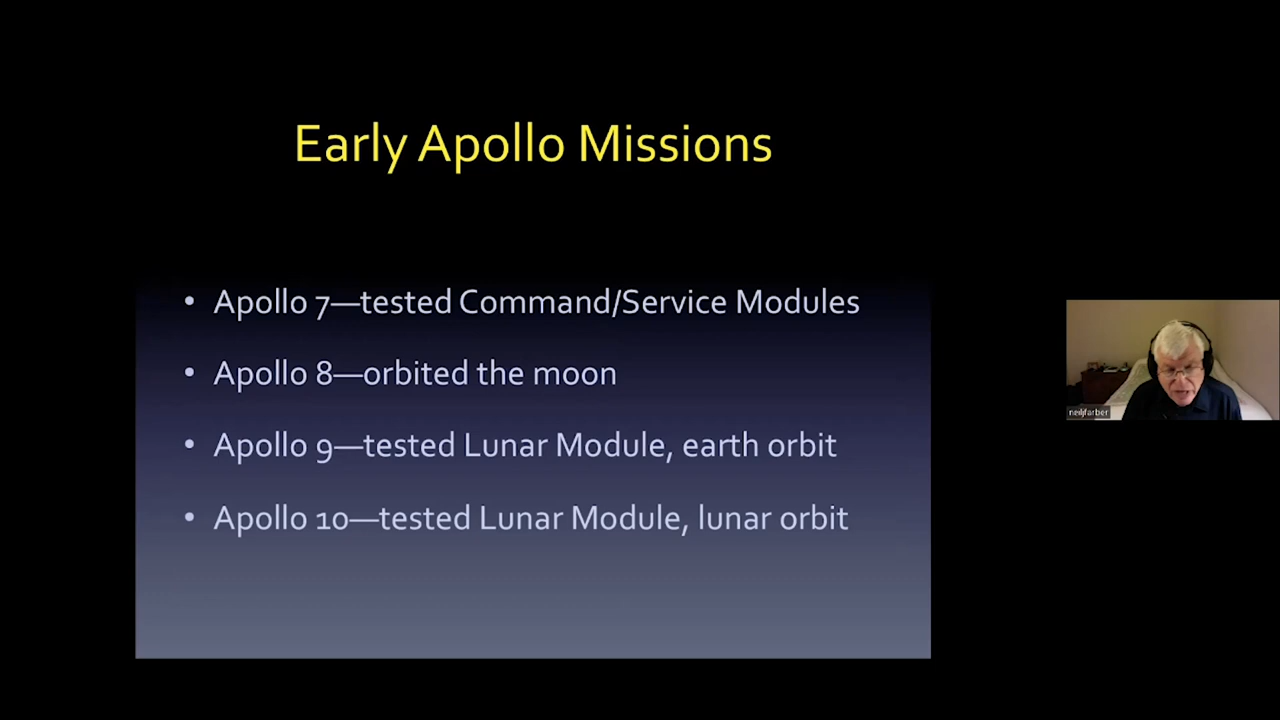 Early Apollo Missions
• Apollo 7—tested Command/Service Modules
• Apollo 8—orbited the moon
• Apollo 9—tested Lunar Module, earth orbit
• Apollo 10—tested Lunar Module, lunar orbit
neiljfarber